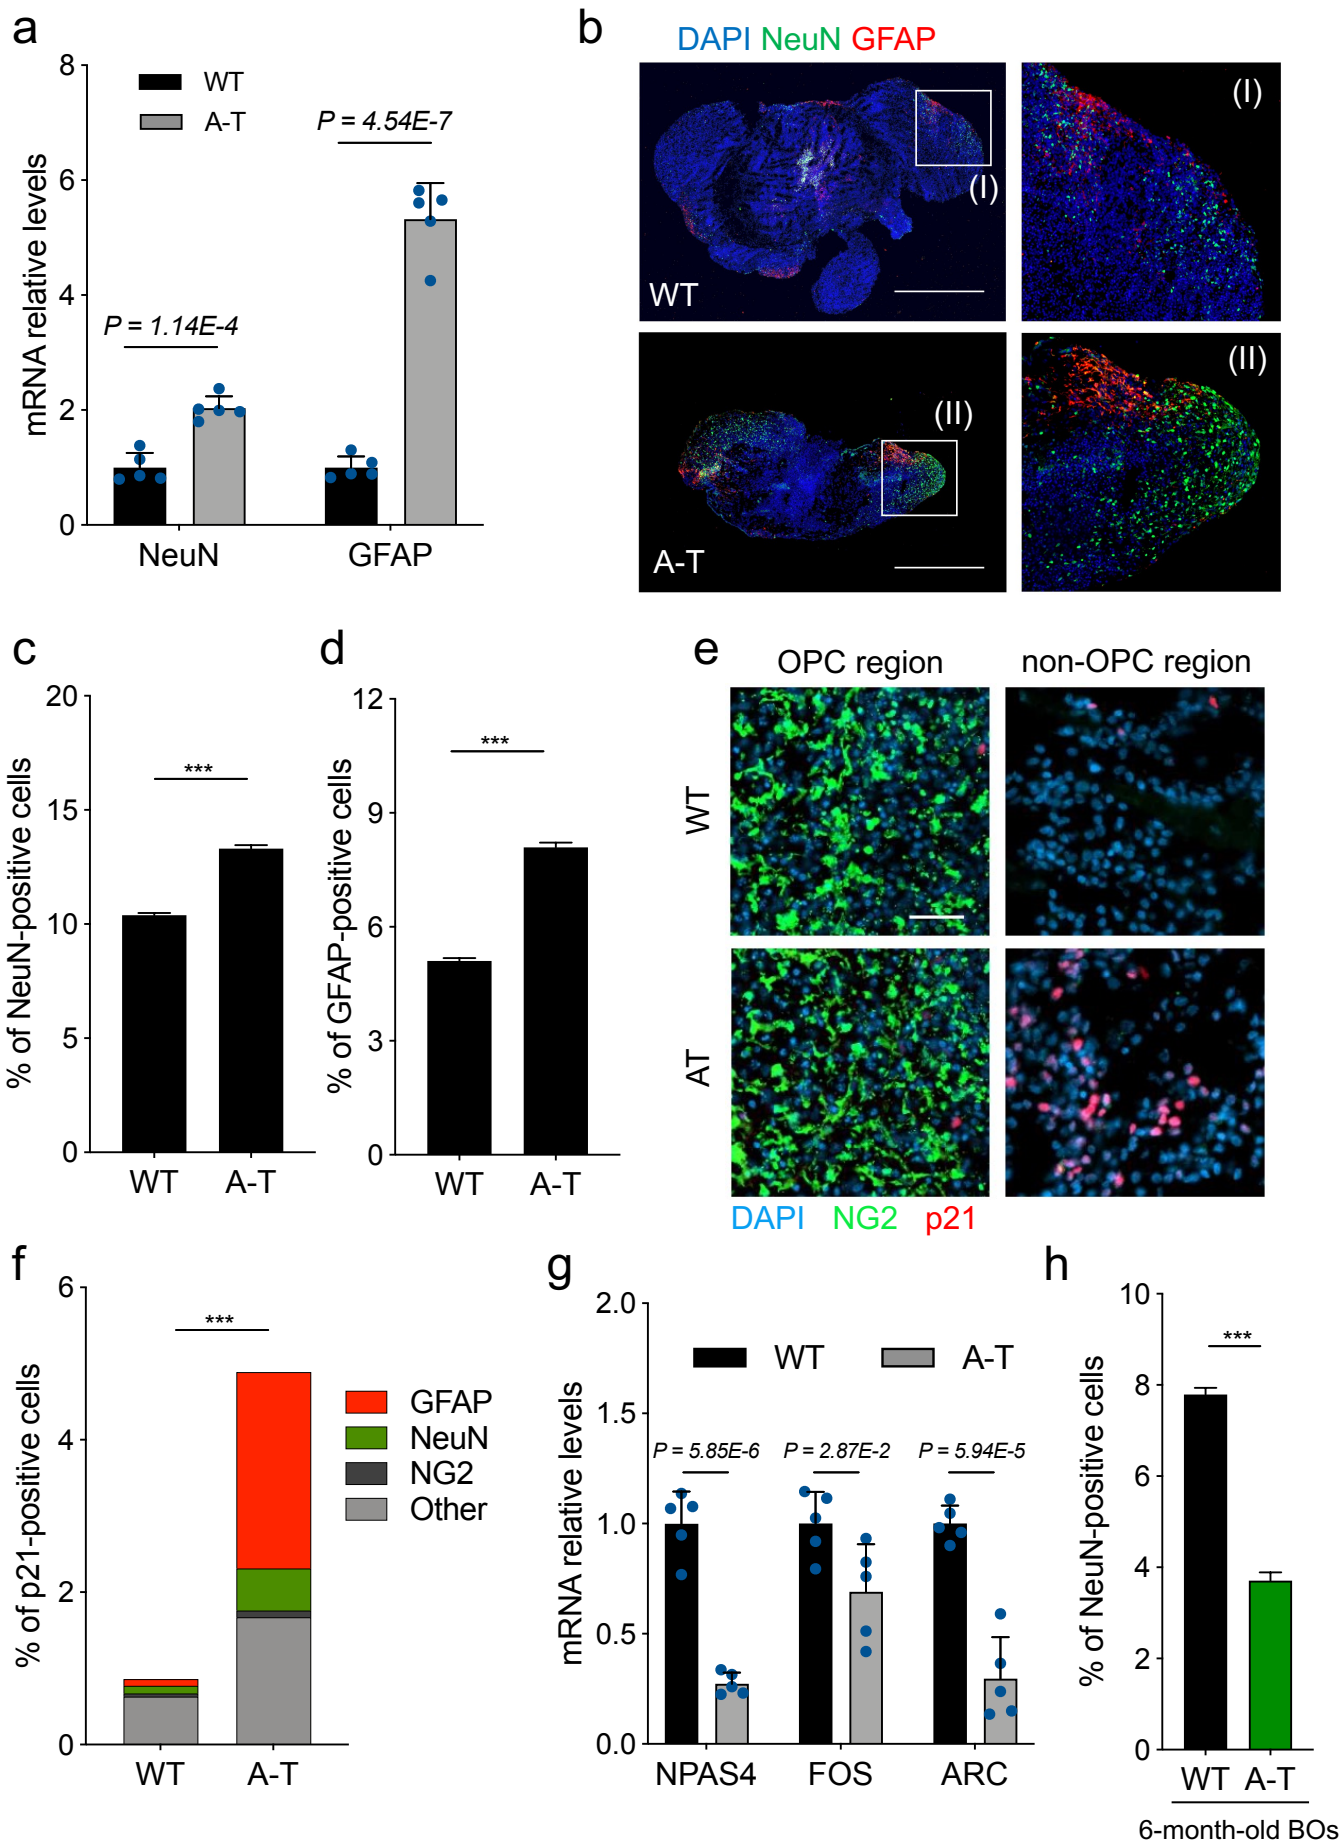 a
8
6
4
2
0
mRNA relative levels
WT
A-T
P = 1.14E-4
P = 4.54E-7
NeuN
GFAP
b
DAPI NeuN GFAP
(I)
WT
(I)
(II)
A-T
(II)
c
20
15
10
5
0
% of NeuN-positive cells
***
WT
A-T
d
12
9
6
3
0
% of GFAP-positive cells
***
WT
A-T
e
OPC region
non-OPC region
WT
AT
DAPI NG2 p21
f
6
4
2
0
% of p21-positive cells
***
GFAP
NeuN
NG2
Other
WT
A-T
g
2.0
1.5
1.0
0.5
0.0
mRNA relative levels
WT
A-T
P = 5.85E-6
P = 2.87E-2
P = 5.94E-5
NPAS4
FOS
ARC
h
10
8
6
4
2
0
% of NeuN-positive cells
***
WT
A-T
6-month-old BOs